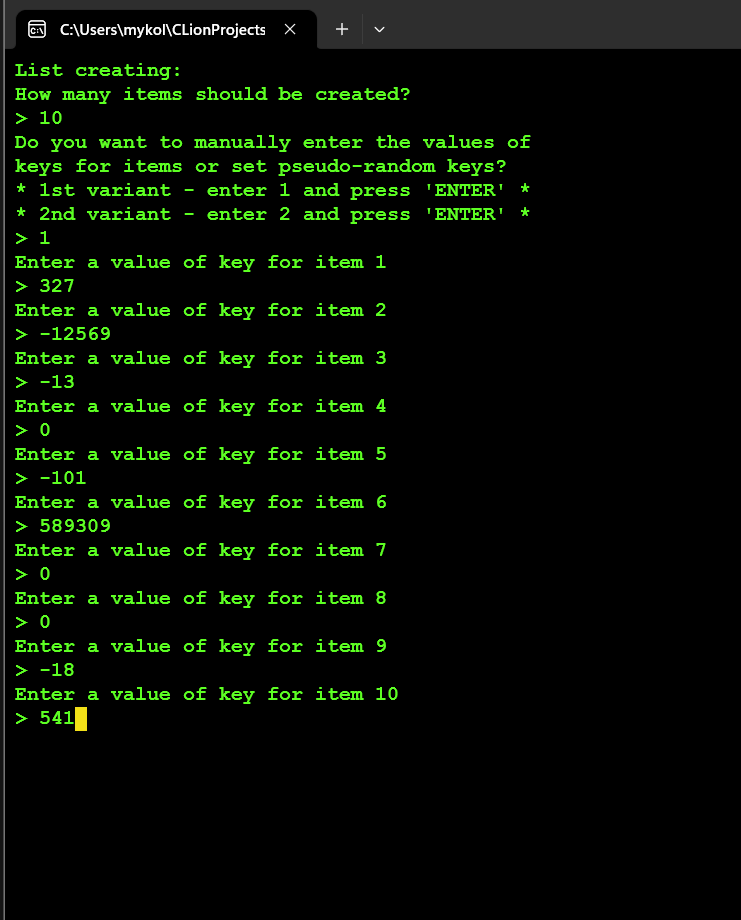 C:\Users\mykol\CLionProjects
List creating:
How many items should be created?
> 10
Do you want to manually enter the values of
keys for items or set pseudo-random keys?
* 1st variant - enter 1 and press 'ENTER' *
* 2nd variant - enter 2 and press 'ENTER' *
> 1
Enter a value of key for item 1
> 327
Enter a value of key for item 2
> -12569
Enter a value of key for item 3
> -13
Enter a value of key for item 4
> 0
Enter a value of key for item 5
> -101
Enter a value of key for item 6
> 589309
Enter a value of key for item 7
> 0
Enter a value of key for item 8
> 0
Enter a value of key for item 9
> -18
Enter a value of key for item 10
> 541